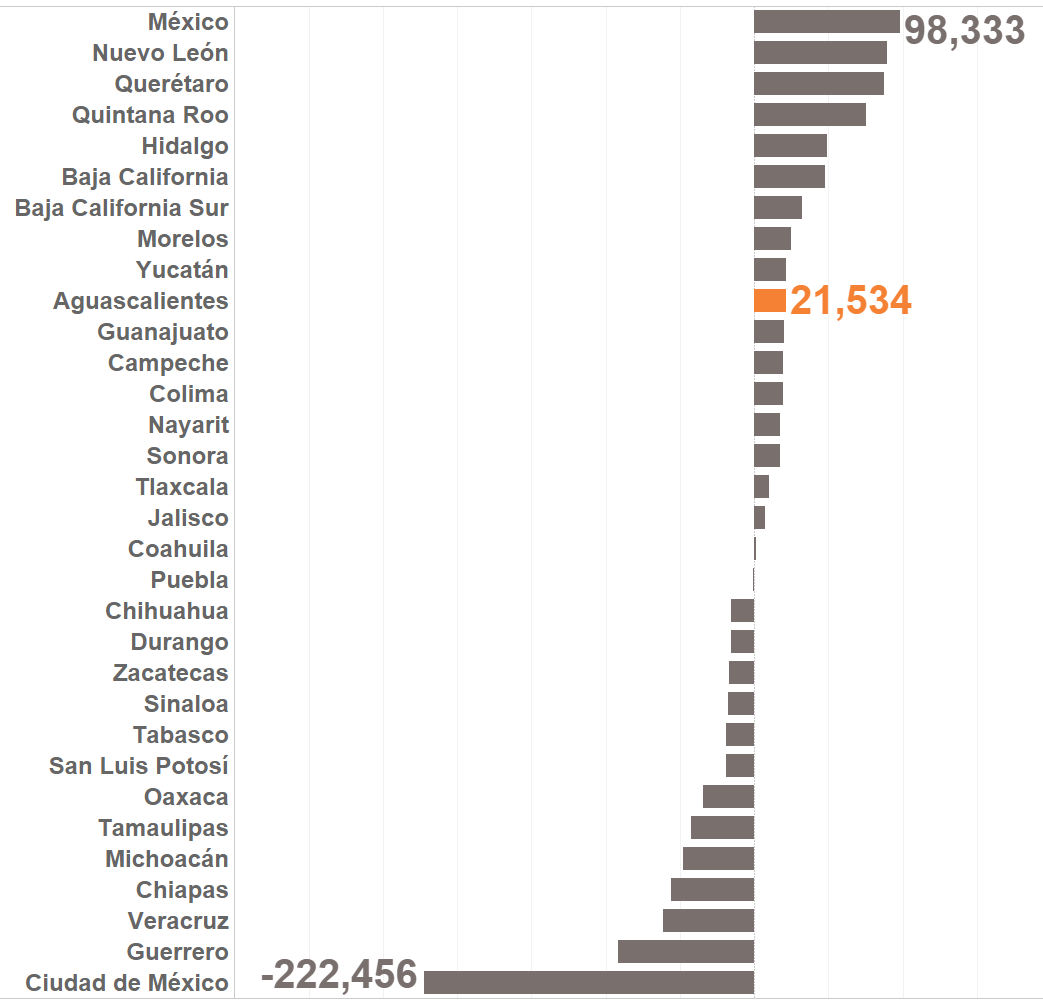 México 98,333
Nuevo León
Querétaro
Quintana Roo
Hidalgo
Baja California
Baja California Sur
Morelos
Yucatán
Aguascalientes 21,534
Guanajuato
Campeche
Colima
Nayarit
Sonora
Tlaxcala
Jalisco
Coahuila
Puebla
Chihuahua
Durango
Zacatecas
Sinaloa
Tabasco
San Luis Potosí
Oaxaca
Tamaulipas
Michoacán
Chiapas
Veracruz
Guerrero
Ciudad de México -222,456